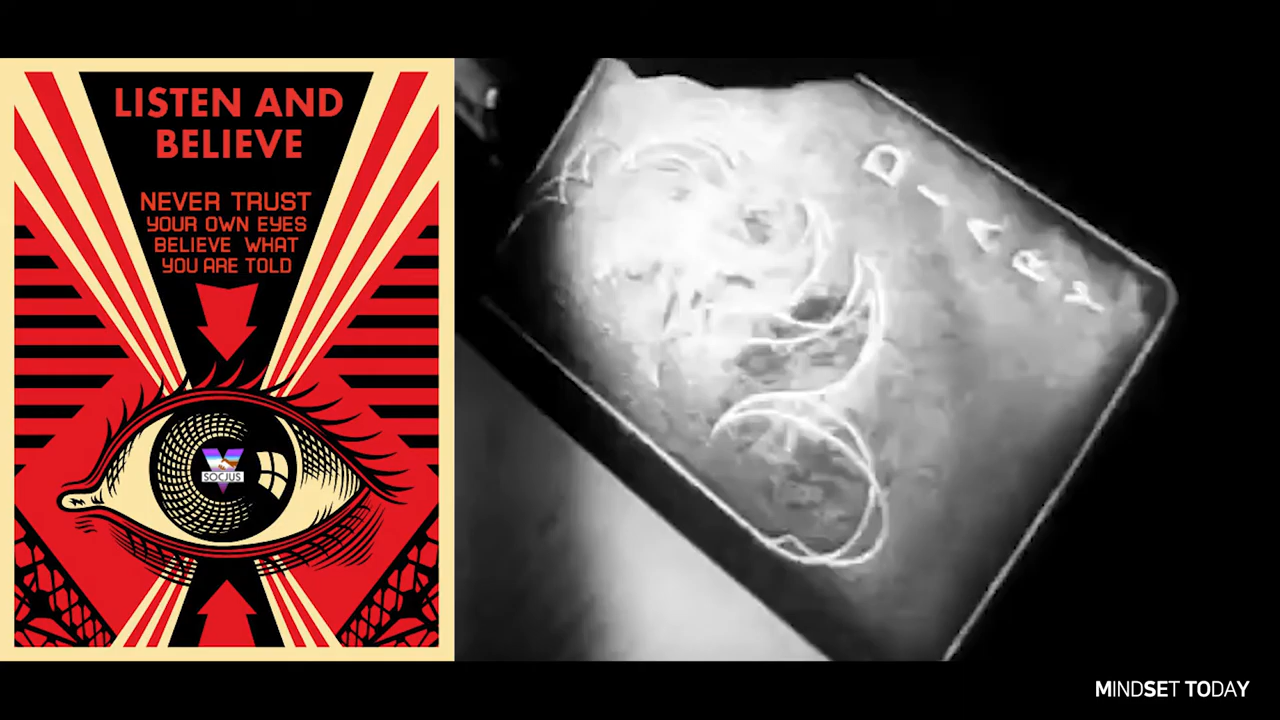 LISTEN AND
BELIEVE
NEVER TRUST
YOUR OWN EYES
BELIEVE WHAT
YOU ARE TOLD
SOCJUS
DIARY
MINDSET TODAY